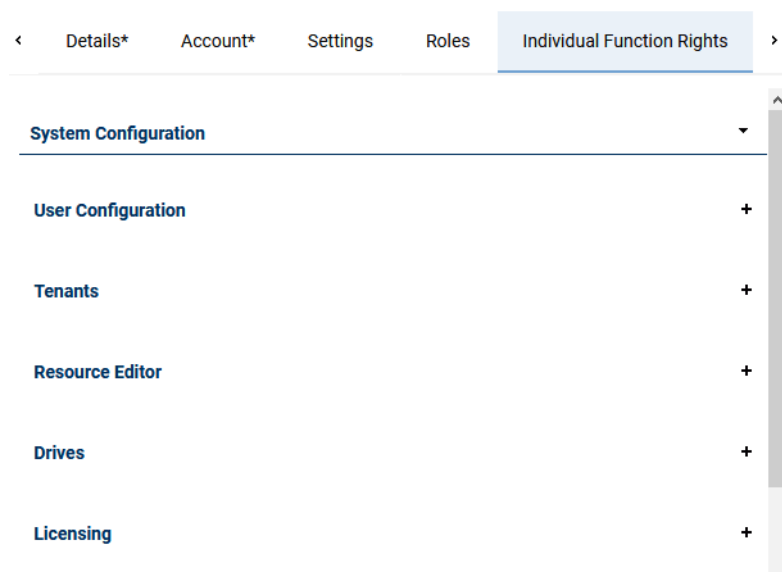 Details* Account* Settings Roles Individual Function Rights
System Configuration
User Configuration
Tenants
Resource Editor
Drives
Licensing